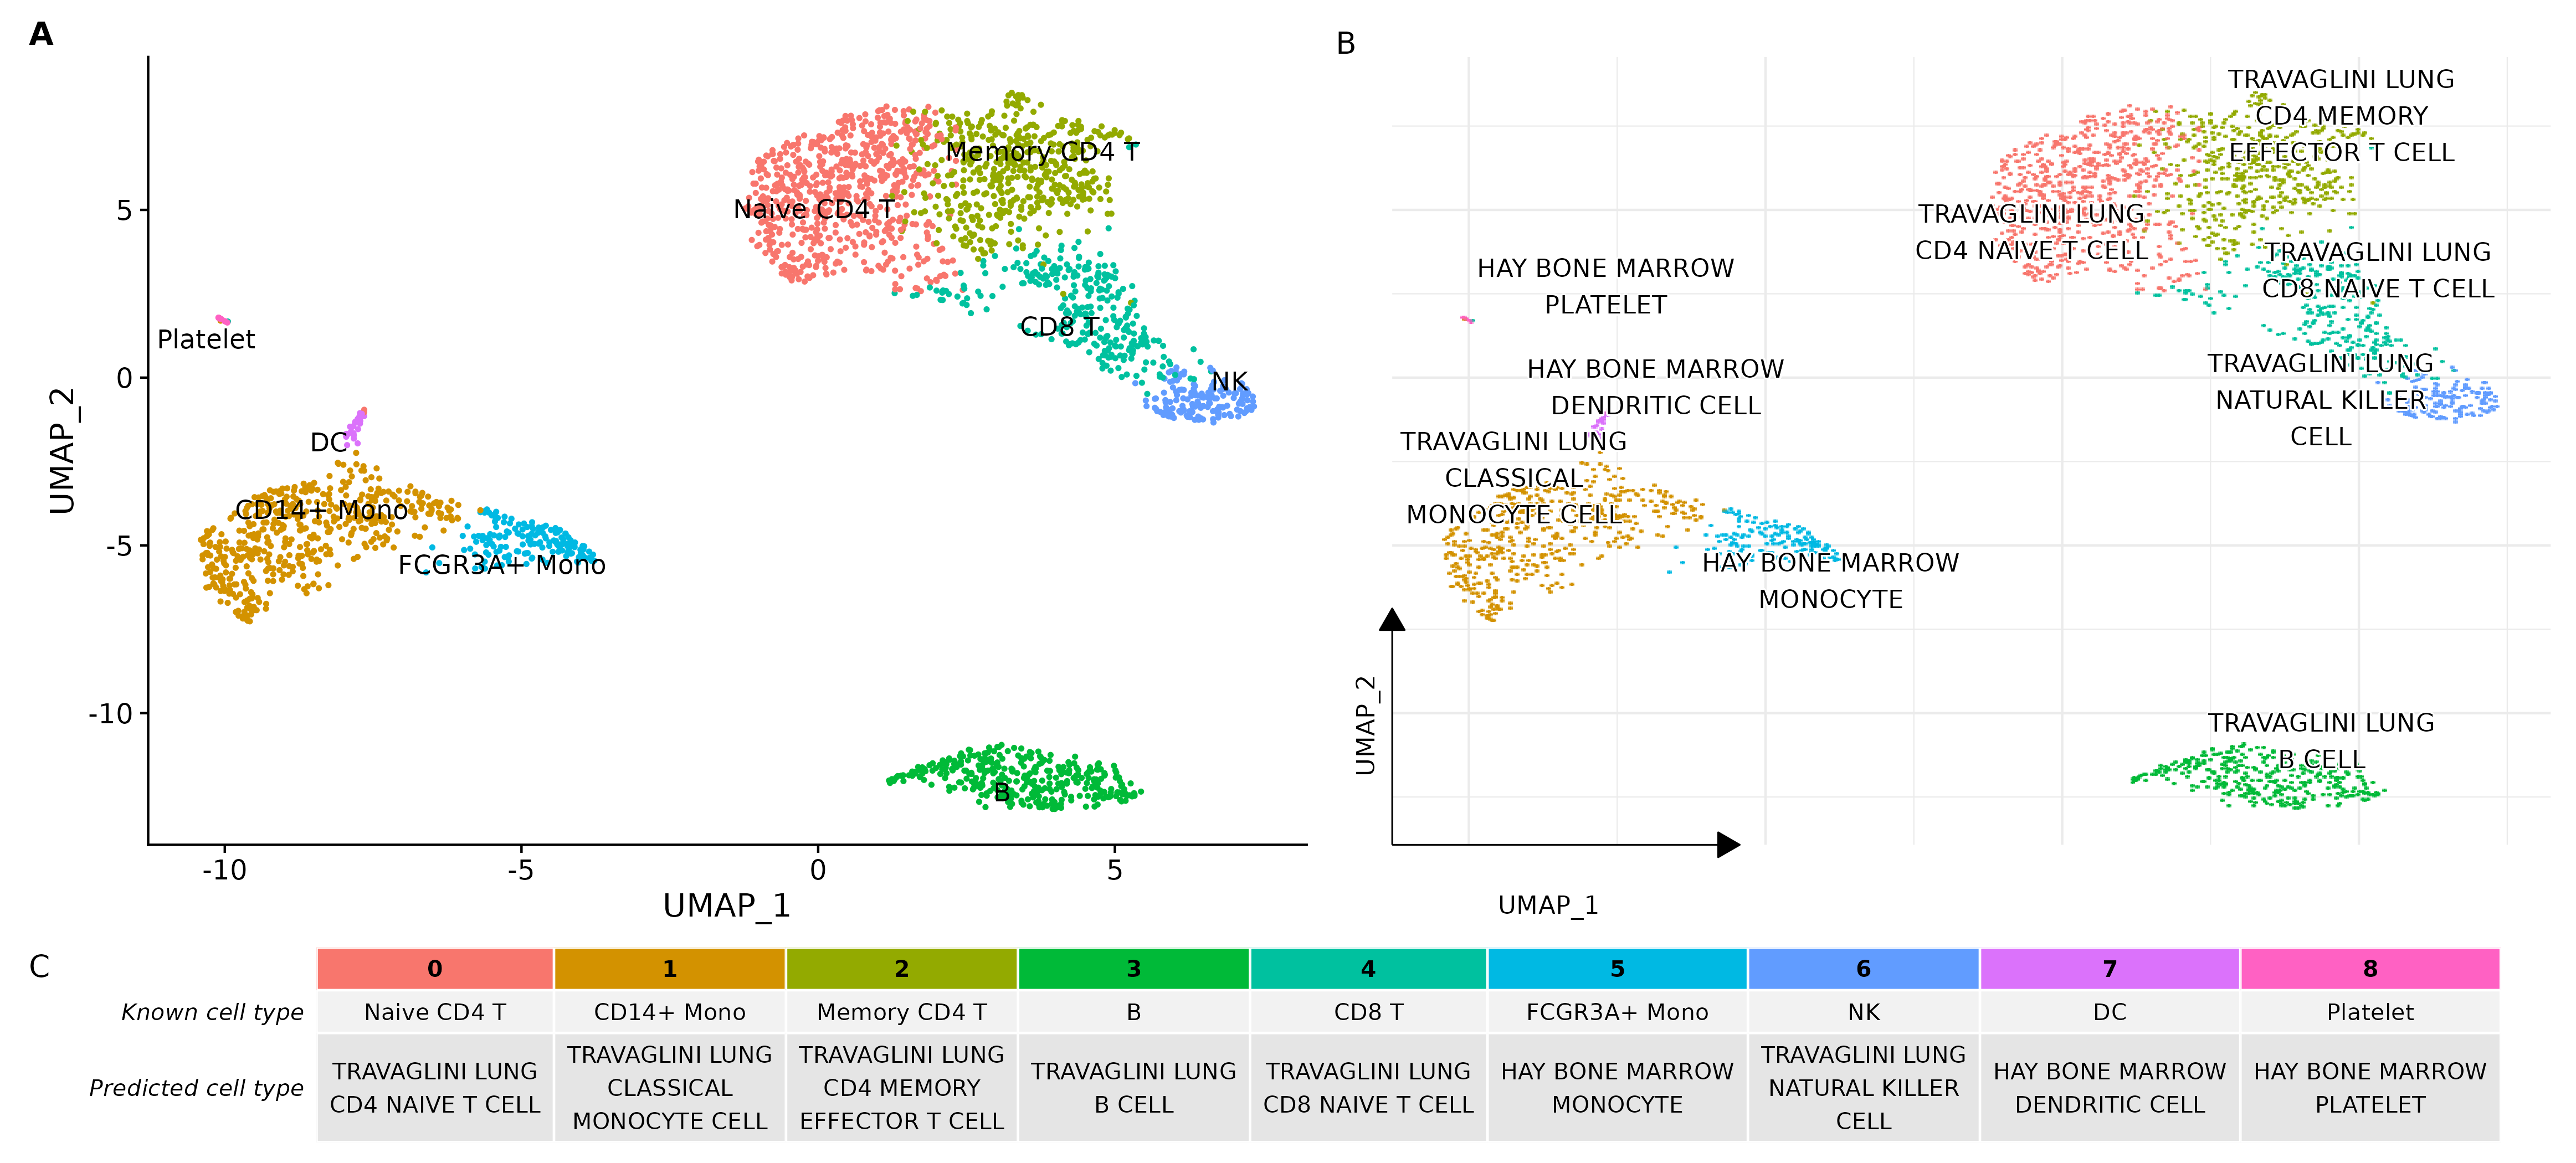 A
UMAP_2
5
0
-5
-10
-10
-5
0
5
UMAP_1
Memory CD4 T
Naive CD4 T
CD8 T
Platelet
NK
DC
CD14+ Mono
FCGR3A+ Mono
B
B
TRAVAGLINI LUNG
CD4 MEMORY
EFFECTOR T CELL
TRAVAGLINI LUNG
CD4 NAIVE T CELL
TRAVAGLINI LUNG
CD8 NAIVE T CELL
HAY BONE MARROW
PLATELET
HAY BONE MARROW
DENDRITIC CELL
TRAVAGLINI LUNG
NATURAL KILLER
CELL
TRAVAGLINI LUNG
CLASSICAL
MONOCYTE CELL
HAY BONE MARROW
MONOCYTE
TRAVAGLINI LUNG
B CELL
UMAP_2
UMAP_1
C
0 1 2 3 4 5 6 7 8
Known cell type
Naive CD4 T
CD14+ Mono
Memory CD4 T
B
CD8 T
FCGR3A+ Mono
NK
DC
Platelet
Predicted cell type
TRAVAGLINI LUNG
CD4 NAIVE T CELL
TRAVAGLINI LUNG
CLASSICAL
MONOCYTE CELL
TRAVAGLINI LUNG
CD4 MEMORY
EFFECTOR T CELL
TRAVAGLINI LUNG
B CELL
TRAVAGLINI LUNG
CD8 NAIVE T CELL
HAY BONE MARROW
MONOCYTE
TRAVAGLINI LUNG
NATURAL KILLER
CELL
HAY BONE MARROW
DENDRITIC CELL
HAY BONE MARROW
PLATELET